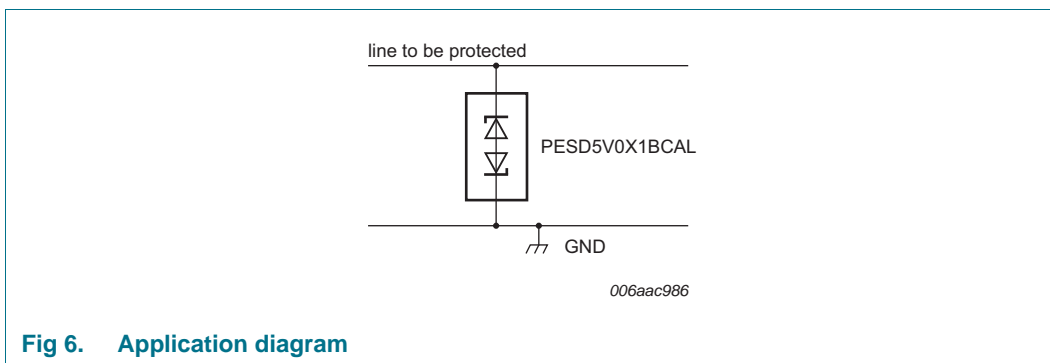 line to be protected
PESD5V0X1BCAL
GND
006aac986
Fig 6. Application diagram